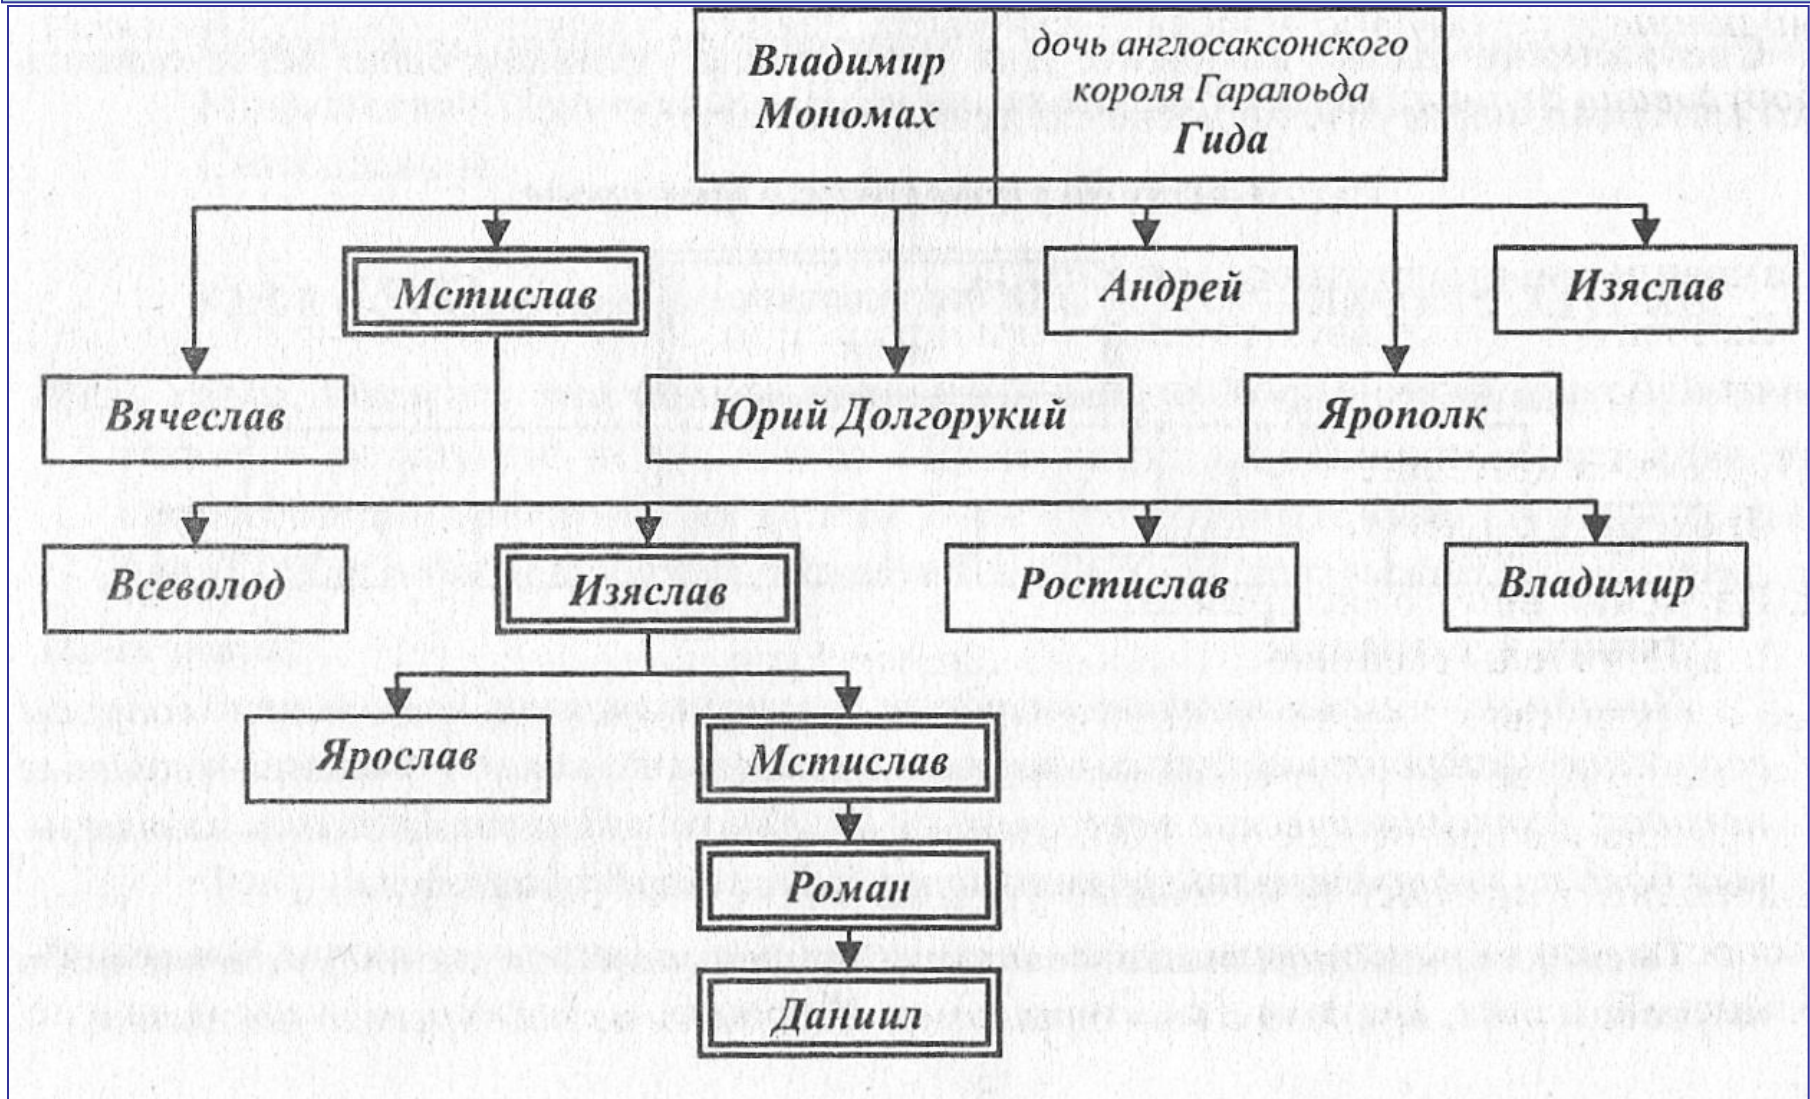 Владимир
Мономах
дочь англосаксонского
короля Гаралоьда
Гида
Мстислав
Андрей
Изяслав
Вячеслав
Юрий Долгорукий
Ярополк
Всеволод
Изяслав
Ростислав
Владимир
Ярослав
Мстислав
Роман
Даниил